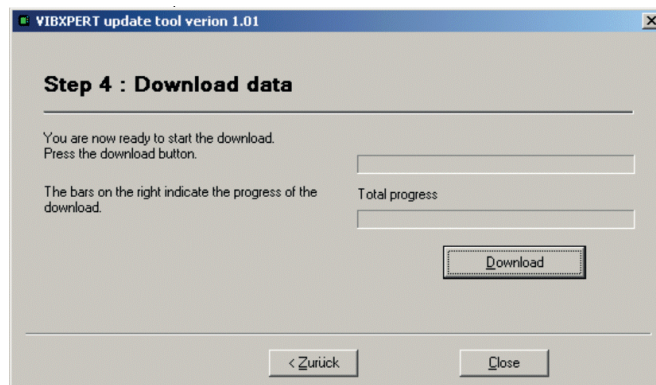 VIBXPERT update tool verion 1.01
Step 4 : Download data
You are now ready to start the download.
Press the download button.
The bars on the right indicate the progress of the
download.
Total progress
Download
< Zurück
Close